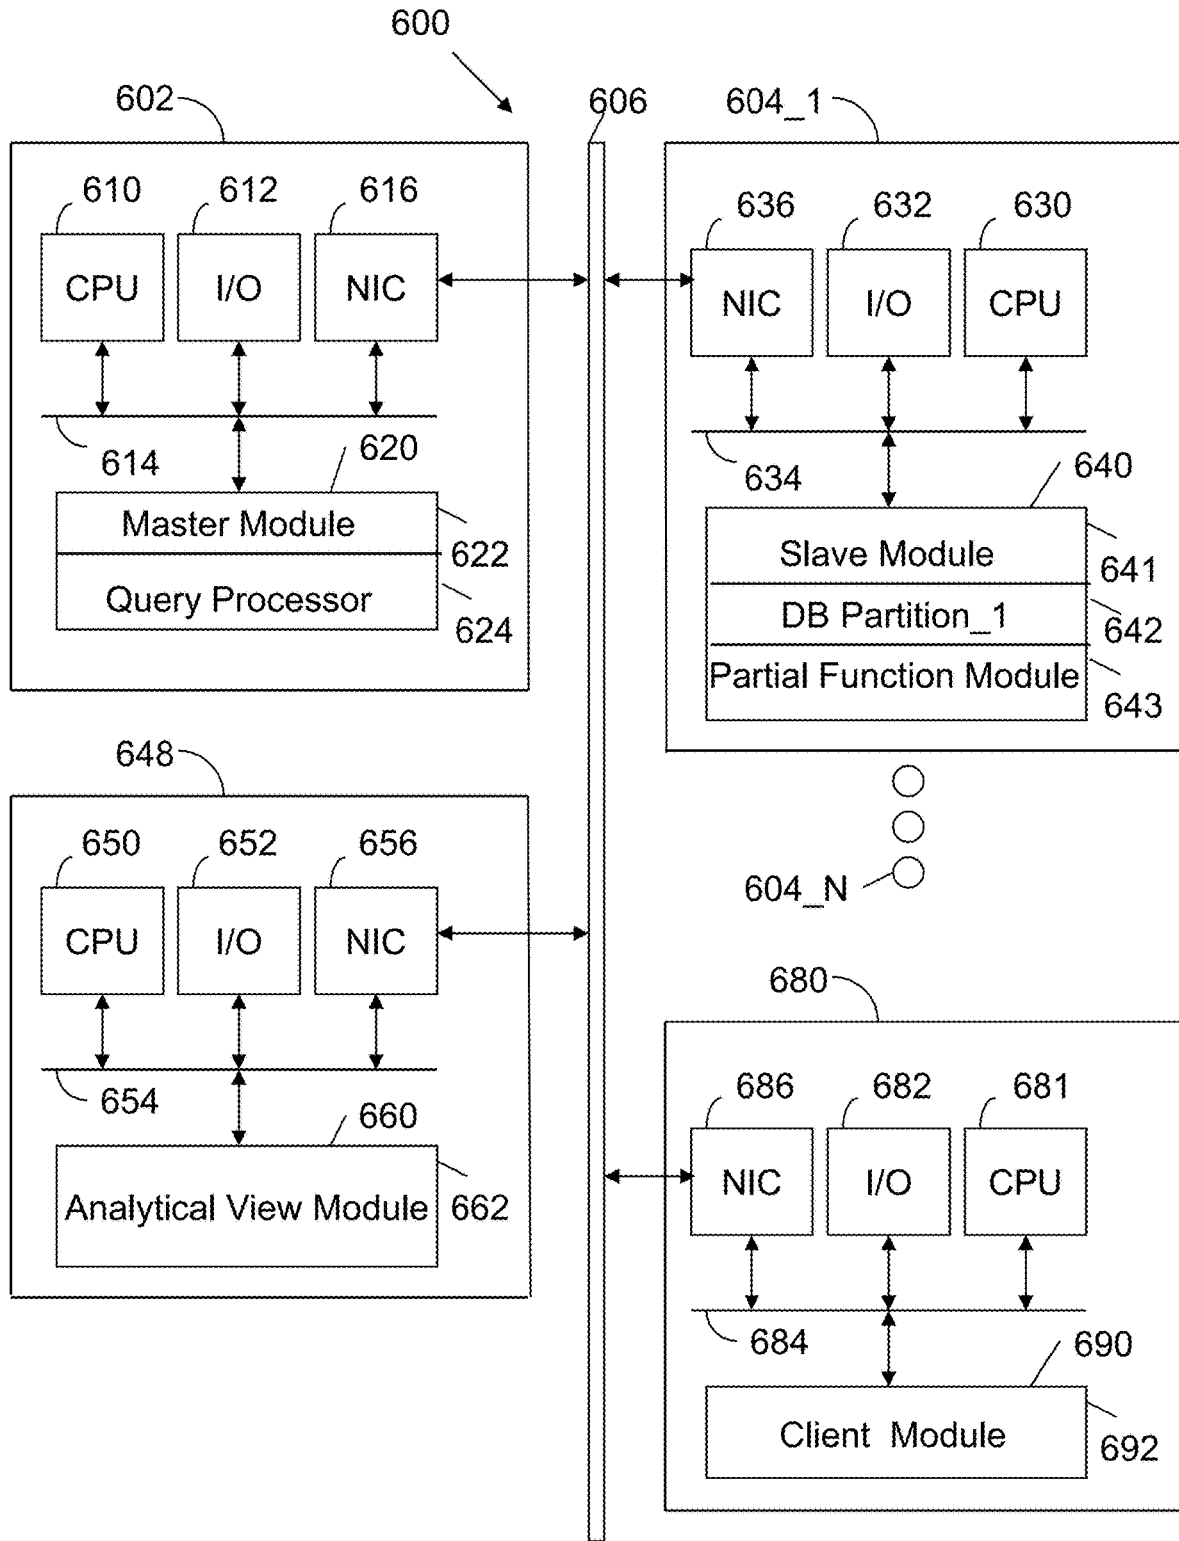 600
602
606
604_1
610
612
616
636
632
630
CPU
I/O
NIC
NIC
I/O
CPU
614
620
634
640
Master Module
622
Slave Module
641
Query Processor
624
DB Partition_1
642
Partial Function Module
643
648
650
652
656
604_N
CPU
I/O
NIC
680
654
660
686
682
681
Analytical View Module
662
NIC
I/O
CPU
684
690
Client Module
692